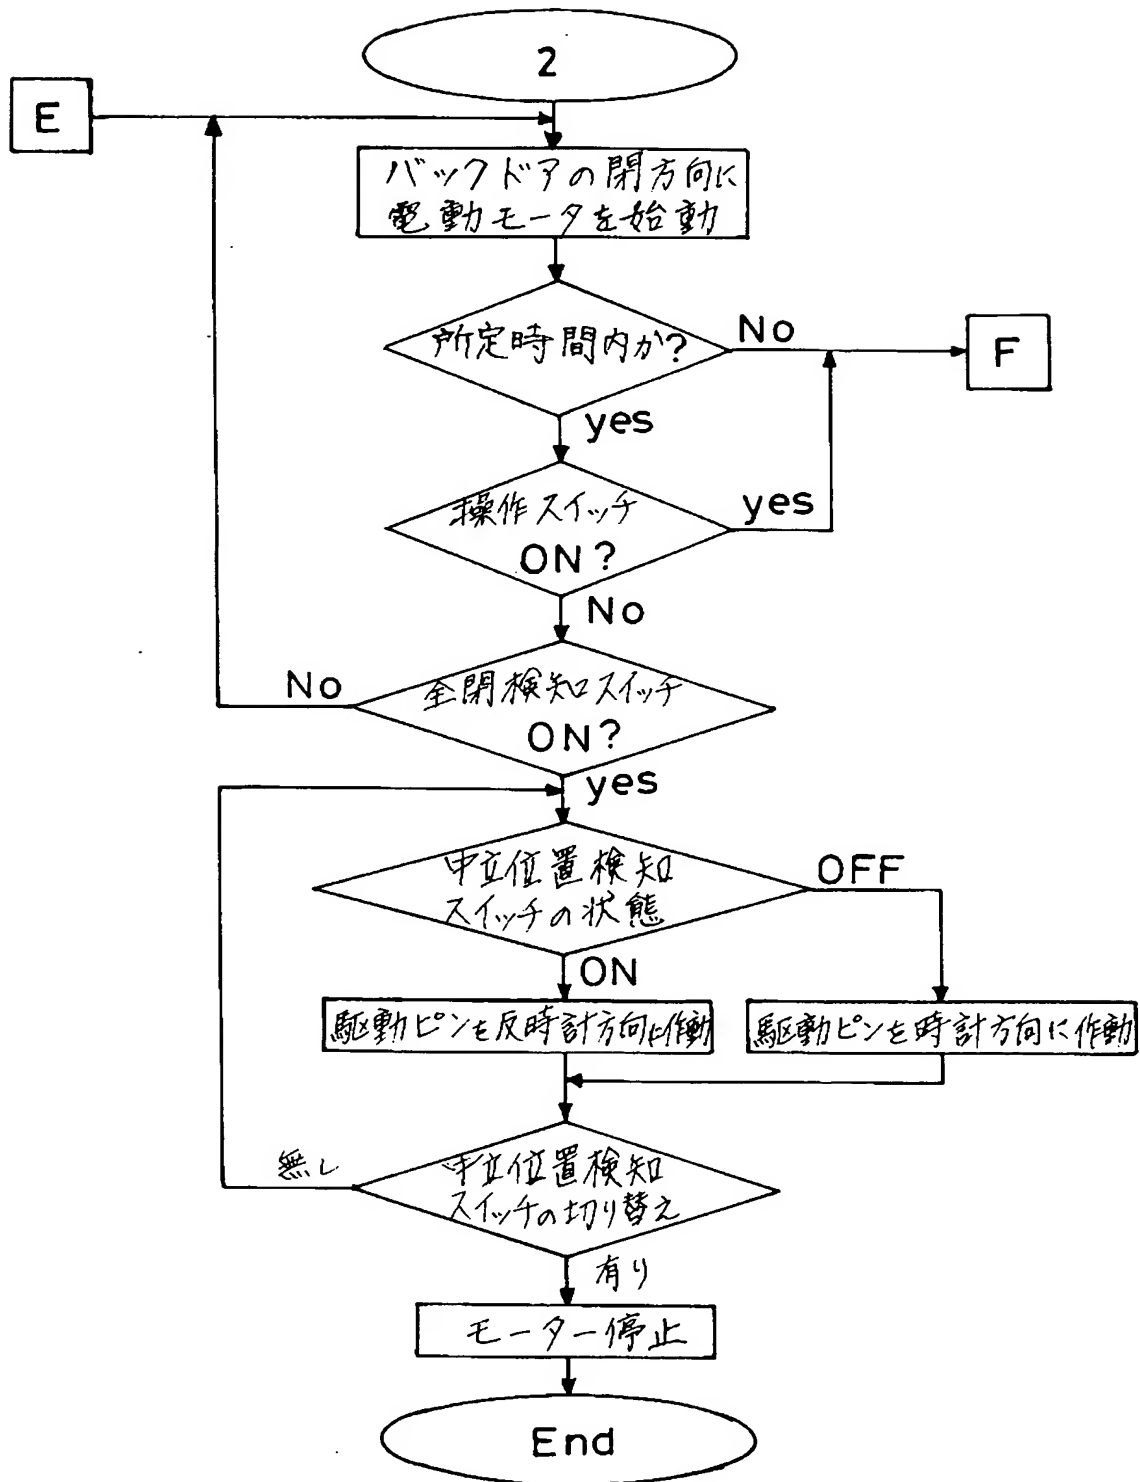 2
E
バックドアの閉方向に
電動モータを始動
所定時間内か?
No
F
yes
操作スイッチ
ON?
yes
No
全閉検知スイッチ
ON?
No
yes
中立位置検知
スイッチの状態
OFF
ON
駆動ピンを反時計方向に作動
駆動ピンを時計方向に作動
中立位置検知
スイッチの切り替え
無し
有り
モーター停止
End